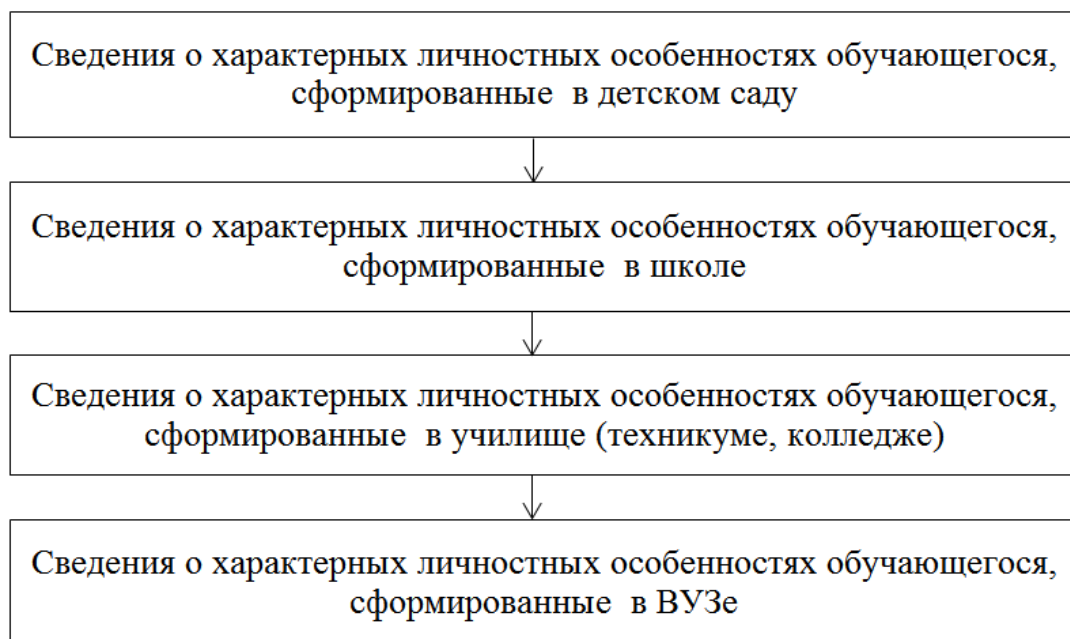 Сведения о характерных личностных особенностях обучающегося,
сформированные в детском саду
Сведения о характерных личностных особенностях обучающегося,
сформированные в школе
Сведения о характерных личностных особенностях обучающегося,
сформированные в училище (техникуме, колледже)
Сведения о характерных личностных особенностях обучающегося,
сформированные в ВУЗе